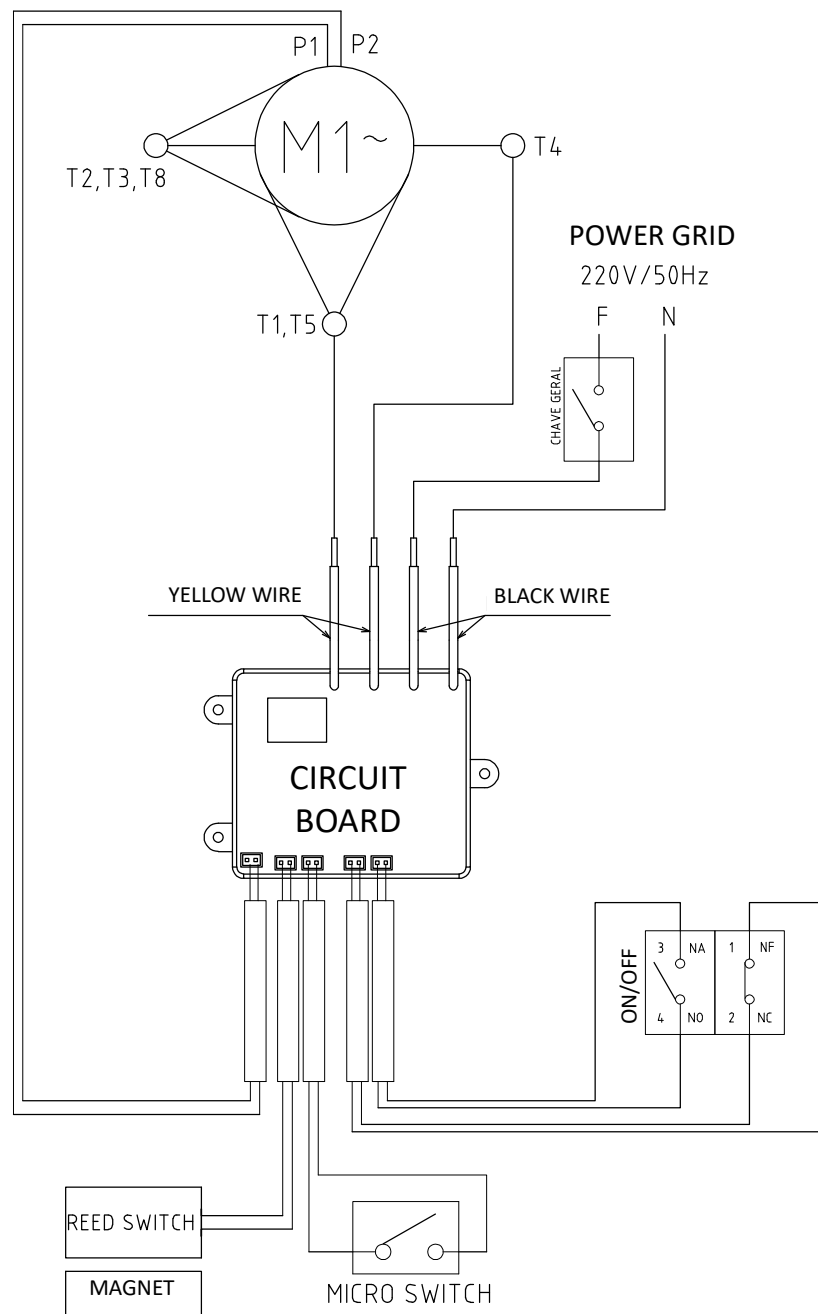 P1
P2
M1~
T2,T3,T8
T4
T1,T5
POWER GRID
220V/50Hz
F
N
CHAVE GERAL
YELLOW WIRE
BLACK WIRE
CIRCUIT
BOARD
ON/OFF
3 NA
1 NF
4 NO
2 NC
REED SWITCH
MAGNET
MICRO SWITCH